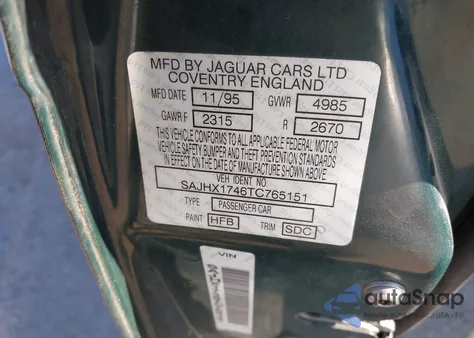 MFD BY JAGUAR CARS LTD
COVENTRY ENGLAND
MFD DATE 11/95 GVWR 4985
GAWR F 2315 R 2670
THIS VEHICLE CONFORMS TO ALL APPLICABLE FEDERAL MOTOR
VEHICLE SAFETY BUMPER AND THEFT PREVENTION STANDARDS
IN EFFECT ON THE DATE OF MANUFACTURE SHOWN ABOVE
VEH IDENT NO.
SAJHX1746TC765151
TYPE PASSENGER CAR
PAINT HFB TRIM SDC
VIN
autoSnap